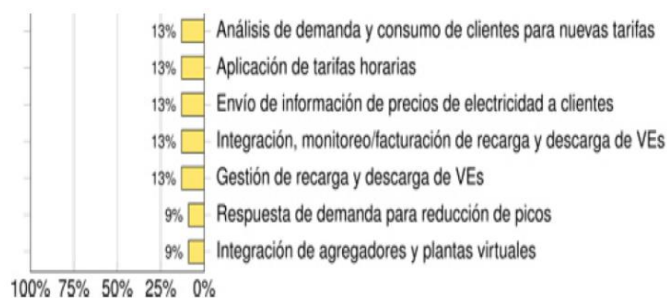 13% Análisis de demanda y consumo de clientes para nuevas tarifas
13% Aplicación de tarifas horarias
13% Envío de información de precios de electricidad a clientes
13% Integración, monitoreo/facturación de recarga y descarga de VEs
13% Gestión de recarga y descarga de VEs
9% Respuesta de demanda para reducción de picos
9% Integración de agregadores y plantas virtuales
100% 75% 50% 25% 0%